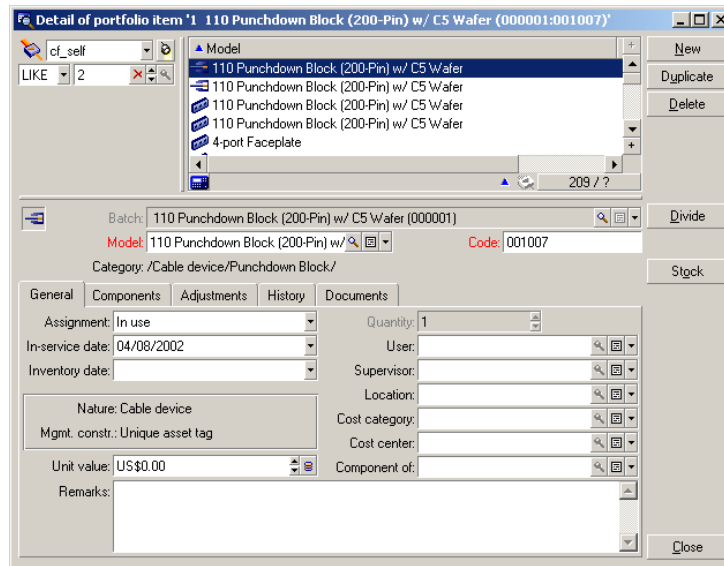 Detail of portfolio item '1 110 Punchdown Block (200-Pin) w/ C5 Wafer (000001:001007)'
cf_self
LIKE 2
Model
110 Punchdown Block (200-Pin) w/ C5 Wafer
110 Punchdown Block (200-Pin) w/ C5 Wafer
110 Punchdown Block (200-Pin) w/ C5 Wafer
110 Punchdown Block (200-Pin) w/ C5 Wafer
4-port Faceplate
209 / ?
New
Duplicate
Delete
Batch: 110 Punchdown Block (200-Pin) w/ C5 Wafer (000001)
Divide
Model: 110 Punchdown Block (200-Pin) w/ Code: 001007
Category: /Cable device/Punchdown Block/
Stock
General Components Adjustments History Documents
Assignment: In use Quantity: 1
In-service date: 04/08/2002 User:
Inventory date: Supervisor:
Location:
Nature: Cable device Cost category:
Mgmt. constr.: Unique asset tag Cost center:
Unit value: US$0.00 Component of:
Remarks:
Close